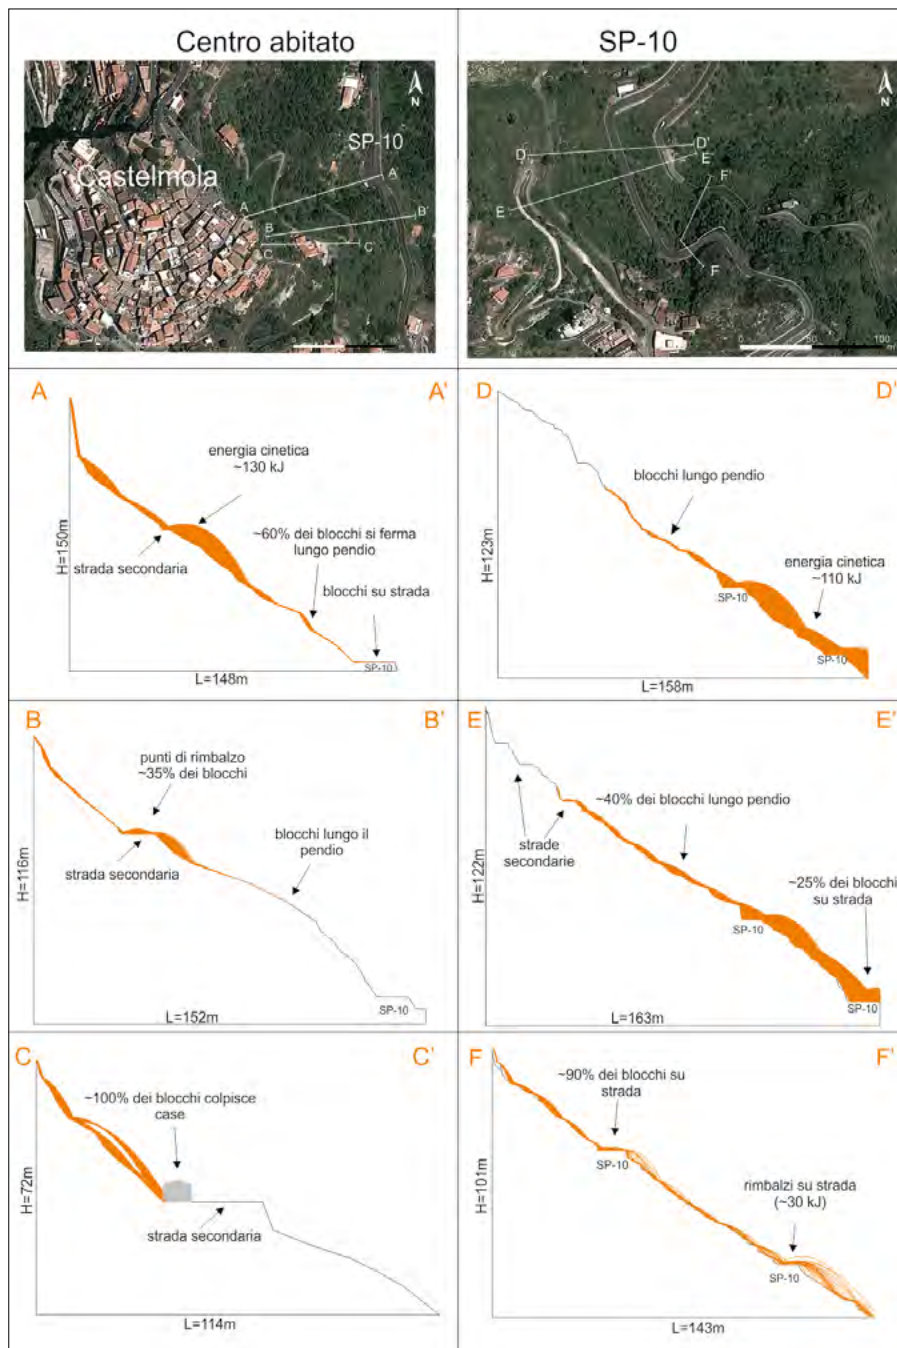 Centro abitato
SP-10
N
SP-10
Castelmola
A
A'
B
B'
C
C'
N
D
D'
E
E'
F'
F
0
50
100
m
A
A'
energia cinetica
~130 kJ
~60% dei blocchi si ferma
lungo pendio
strada secondaria
blocchi su strada
H=150m
SP-10
L=148m
D
D'
blocchi lungo pendio
energia cinetica
~110 kJ
H=123m
SP-10
SP-10
L=158m
B
B'
punti di rimbalzo
~35% dei blocchi
blocchi lungo il
pendio
strada secondaria
H=116m
SP-10
L=152m
E
E'
~40% dei blocchi lungo pendio
strade
secondarie
~25% dei blocchi
su strada
H=122m
SP-10
SP-10
L=163m
C
C'
~100% dei blocchi colpisce
case
strada secondaria
H=72m
L=114m
F
F'
~90% dei blocchi su
strada
SP-10
rimbalzi su strada
(~30 kJ)
H=101m
SP-10
L=143m